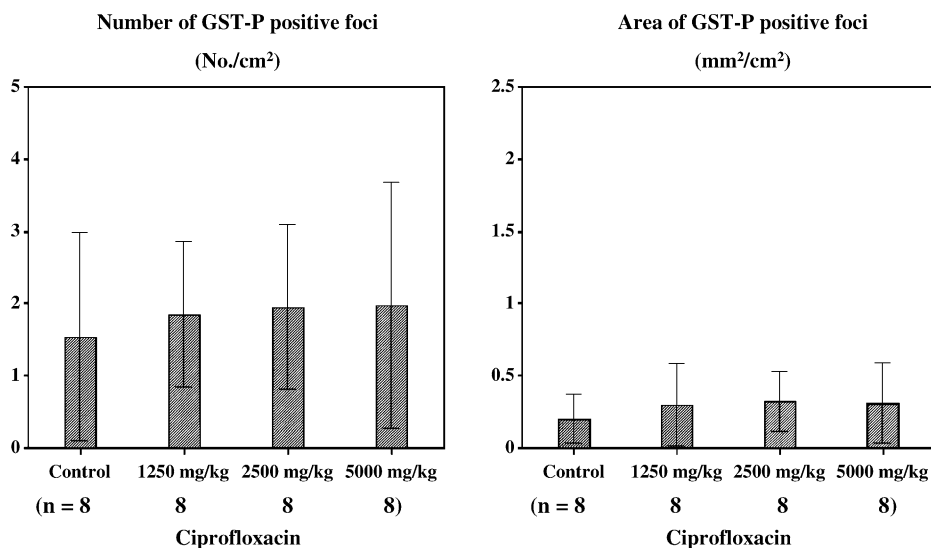 Number of GST-P positive foci
(No./cm²)
5
4
3
2
1
0
Control 1250 mg/kg 2500 mg/kg 5000 mg/kg
(n = 8 8 8 8)
Ciprofloxacin
Area of GST-P positive foci
(mm²/cm²)
2.5
2
1.5
1
0.5
0
Control 1250 mg/kg 2500 mg/kg 5000 mg/kg
(n = 8 8 8 8)
Ciprofloxacin